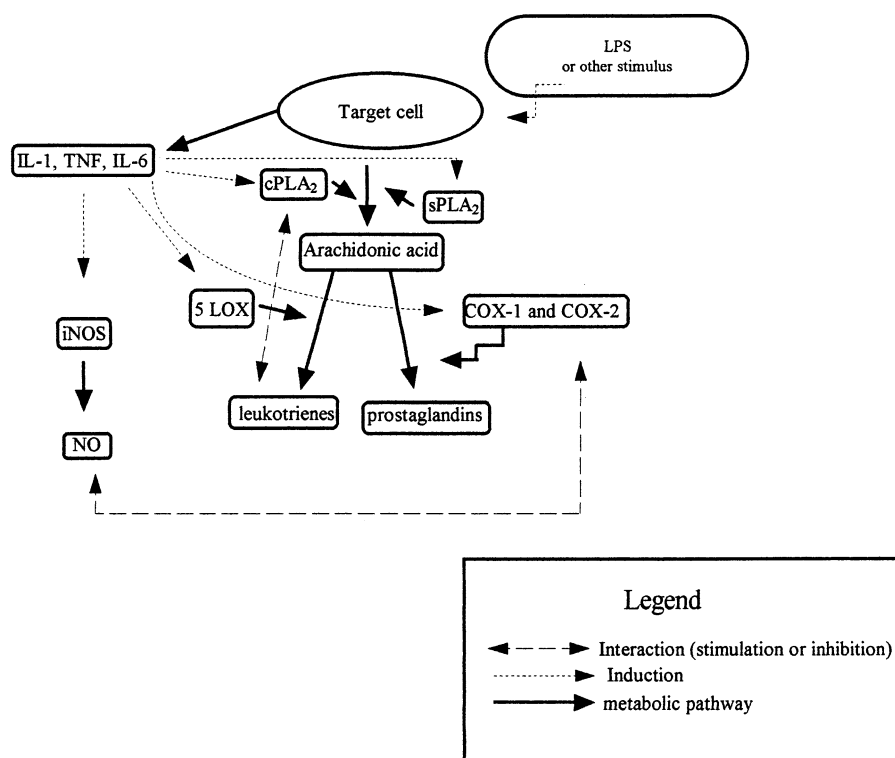 LPS
or other stimulus
Target cell
IL-1, TNF, IL-6
cPLA₂
sPLA₂
Arachidonic acid
5 LOX
COX-1 and COX-2
iNOS
leukotrienes
prostaglandins
NO
Legend
Interaction (stimulation or inhibition)
Induction
metabolic pathway